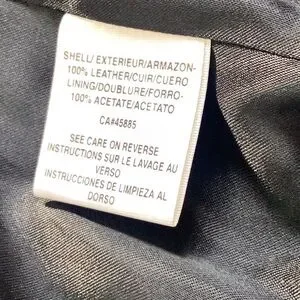 SHELL/ EXTERIEUR/ARMAZON-
100% LEATHER/CUIR/CUERO
LINING/DOUBLURE/FORRO-
100% ACETATE/ACETATO
CA#45885
SEE CARE ON REVERSE
INSTRUCTIONS SUR LE LAVAGE AU
VERSO
INSTRUCCIONES DE LIMPIEZA AL
DORSO